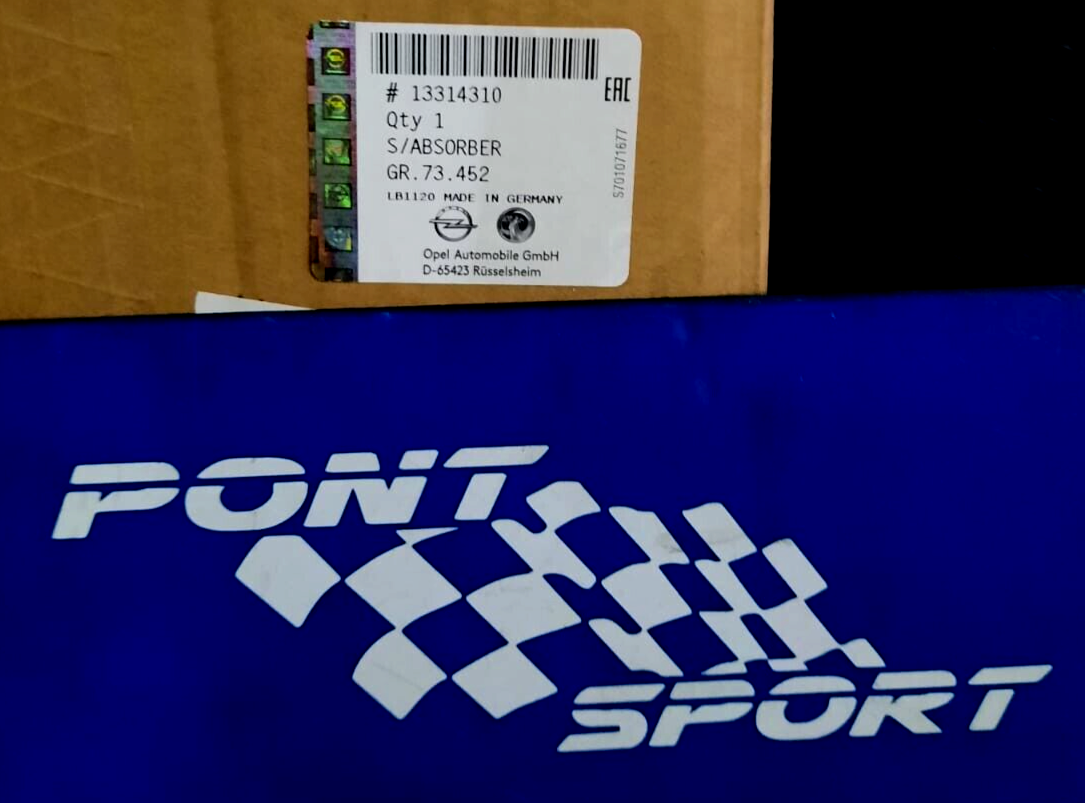 # 13314310
EAC
Qty 1
S/ABSORBER
GR.73.452
LB1120 MADE IN GERMANY
S701071677
Opel Automobile GmbH
D-65423 Rüsselsheim
PONT
SPORT